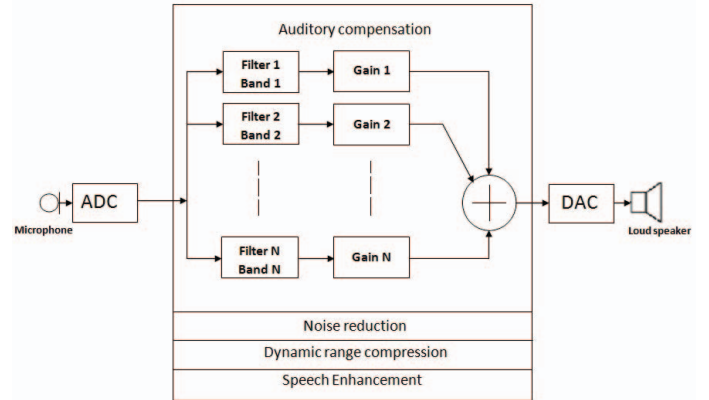 Auditory compensation
Filter 1
Band 1
Gain 1
Filter 2
Band 2
Gain 2
Microphone
ADC
DAC
Loud speaker
Filter N
Band N
Gain N
Noise reduction
Dynamic range compression
Speech Enhancement